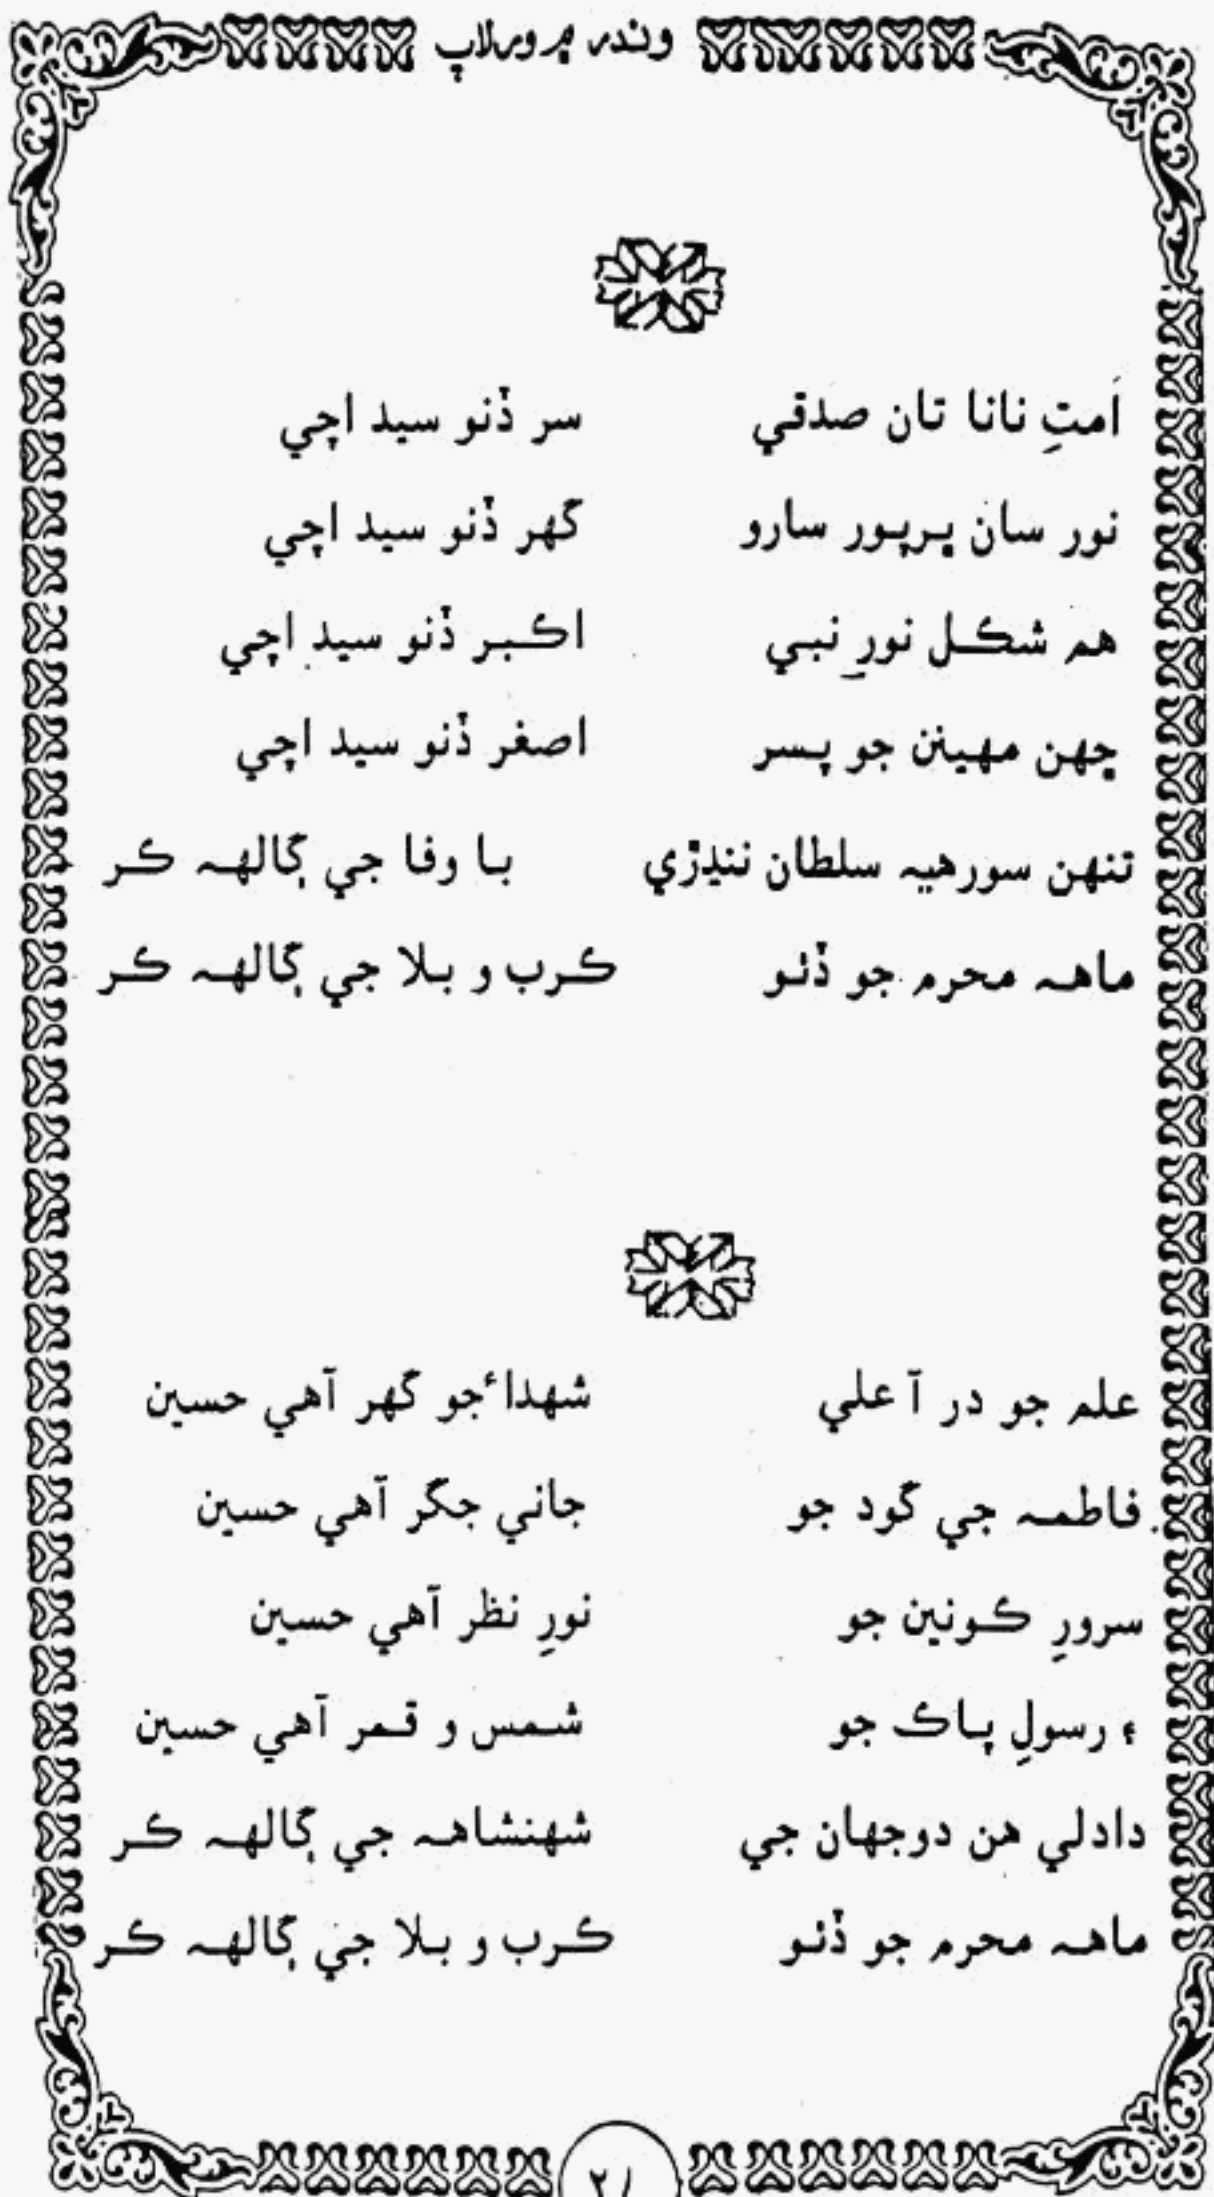 وندر ۾ ورلاپ
اَمتِ نانا تان صدقي سر ڏنو سيد اچي
نور سان ڀرپور سارو گهر ڏنو سيد اچي
هم شڪل نورِ نبي اڪبر ڏنو سيد اچي
ڇهن مهينن جو پسر اصغر ڏنو سيد اچي
تنهن سورهيه سلطان ننڍڙي با وفا جي ڳالهه ڪر
ماهه محرم جو ڏئو ڪرب و بلا جي ڳالهه ڪر
علم جو در آ علي شهداءُ جو گهر آهي حسين
فاطمه جي گود جو جاني جگر آهي حسين
سرورِ ڪونين جو نورِ نظر آهي حسين
۽ رسولِ پاڪ جو شمس و قمر آهي حسين
دادلي هن دوجهان جي شهنشاهه جي ڳالهه ڪر
ماهه محرم جو ڏئو ڪرب و بلا جي ڳالهه ڪر
٢١